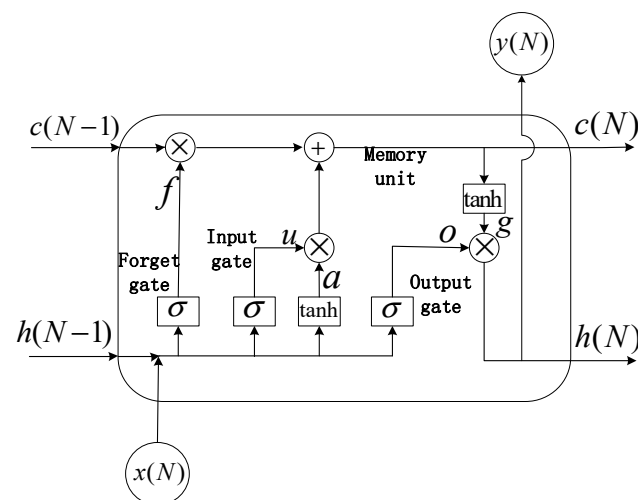 y(N)
c(N−1)
c(N)
×
+
Memory
unit
f
tanh
Input
gate
u
×
o
×
g
Forget
gate
a
Output
gate
σ
σ
tanh
σ
h(N−1)
h(N)
x(N)